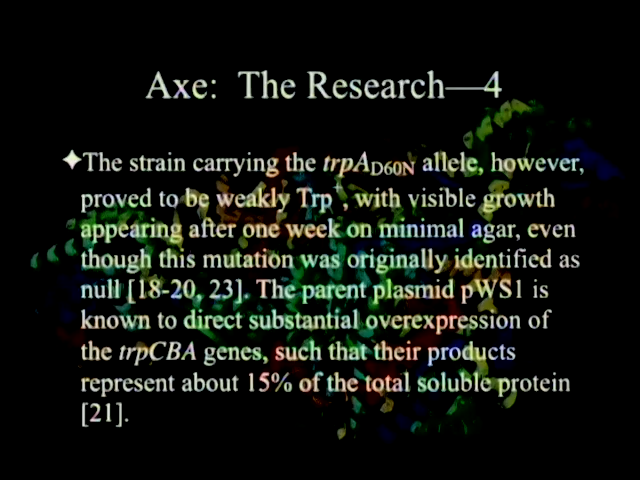 Axe: The Research—4
✦The strain carrying the trpAD60N allele, however,
proved to be weakly Trp+, with visible growth
appearing after one week on minimal agar, even
though this mutation was originally identified as
null [18-20, 23]. The parent plasmid pWS1 is
known to direct substantial overexpression of
the trpCBA genes, such that their products
represent about 15% of the total soluble protein
[21].